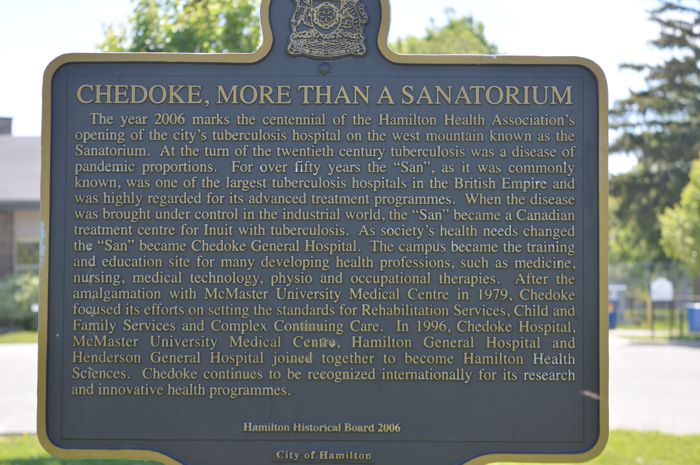 CHEDOKE, MORE THAN A SANATORIUM
The year 2006 marks the centennial of the Hamilton Health Association's
opening of the city's tuberculosis hospital on the west mountain known as the
Sanatorium. At the turn of the twentieth century tuberculosis was a disease of
pandemic proportions. For over fifty years the "San", as it was commonly
known, was one of the largest tuberculosis hospitals in the British Empire and
was highly regarded for its advanced treatment programmes. When the disease
was brought under control in the industrial world, the "San" became a Canadian
treatment centre for Inuit with tuberculosis. As society's health needs changed
the "San" became Chedoke General Hospital. The campus became the training
and education site for many developing health professions, such as medicine,
nursing, medical technology, physio and occupational therapies. After the
amalgamation with McMaster University Medical Centre in 1979, Chedoke
focused its efforts on setting the standards for Rehabilitation Services, Child and
Family Services and Complex Continuing Care. In 1996, Chedoke Hospital,
McMaster University Medical Centre, Hamilton General Hospital and
Henderson General Hospital joined together to become Hamilton Health
Sciences. Chedoke continues to be recognized internationally for its research
and innovative health programmes.
Hamilton Historical Board 2006
City of Hamilton